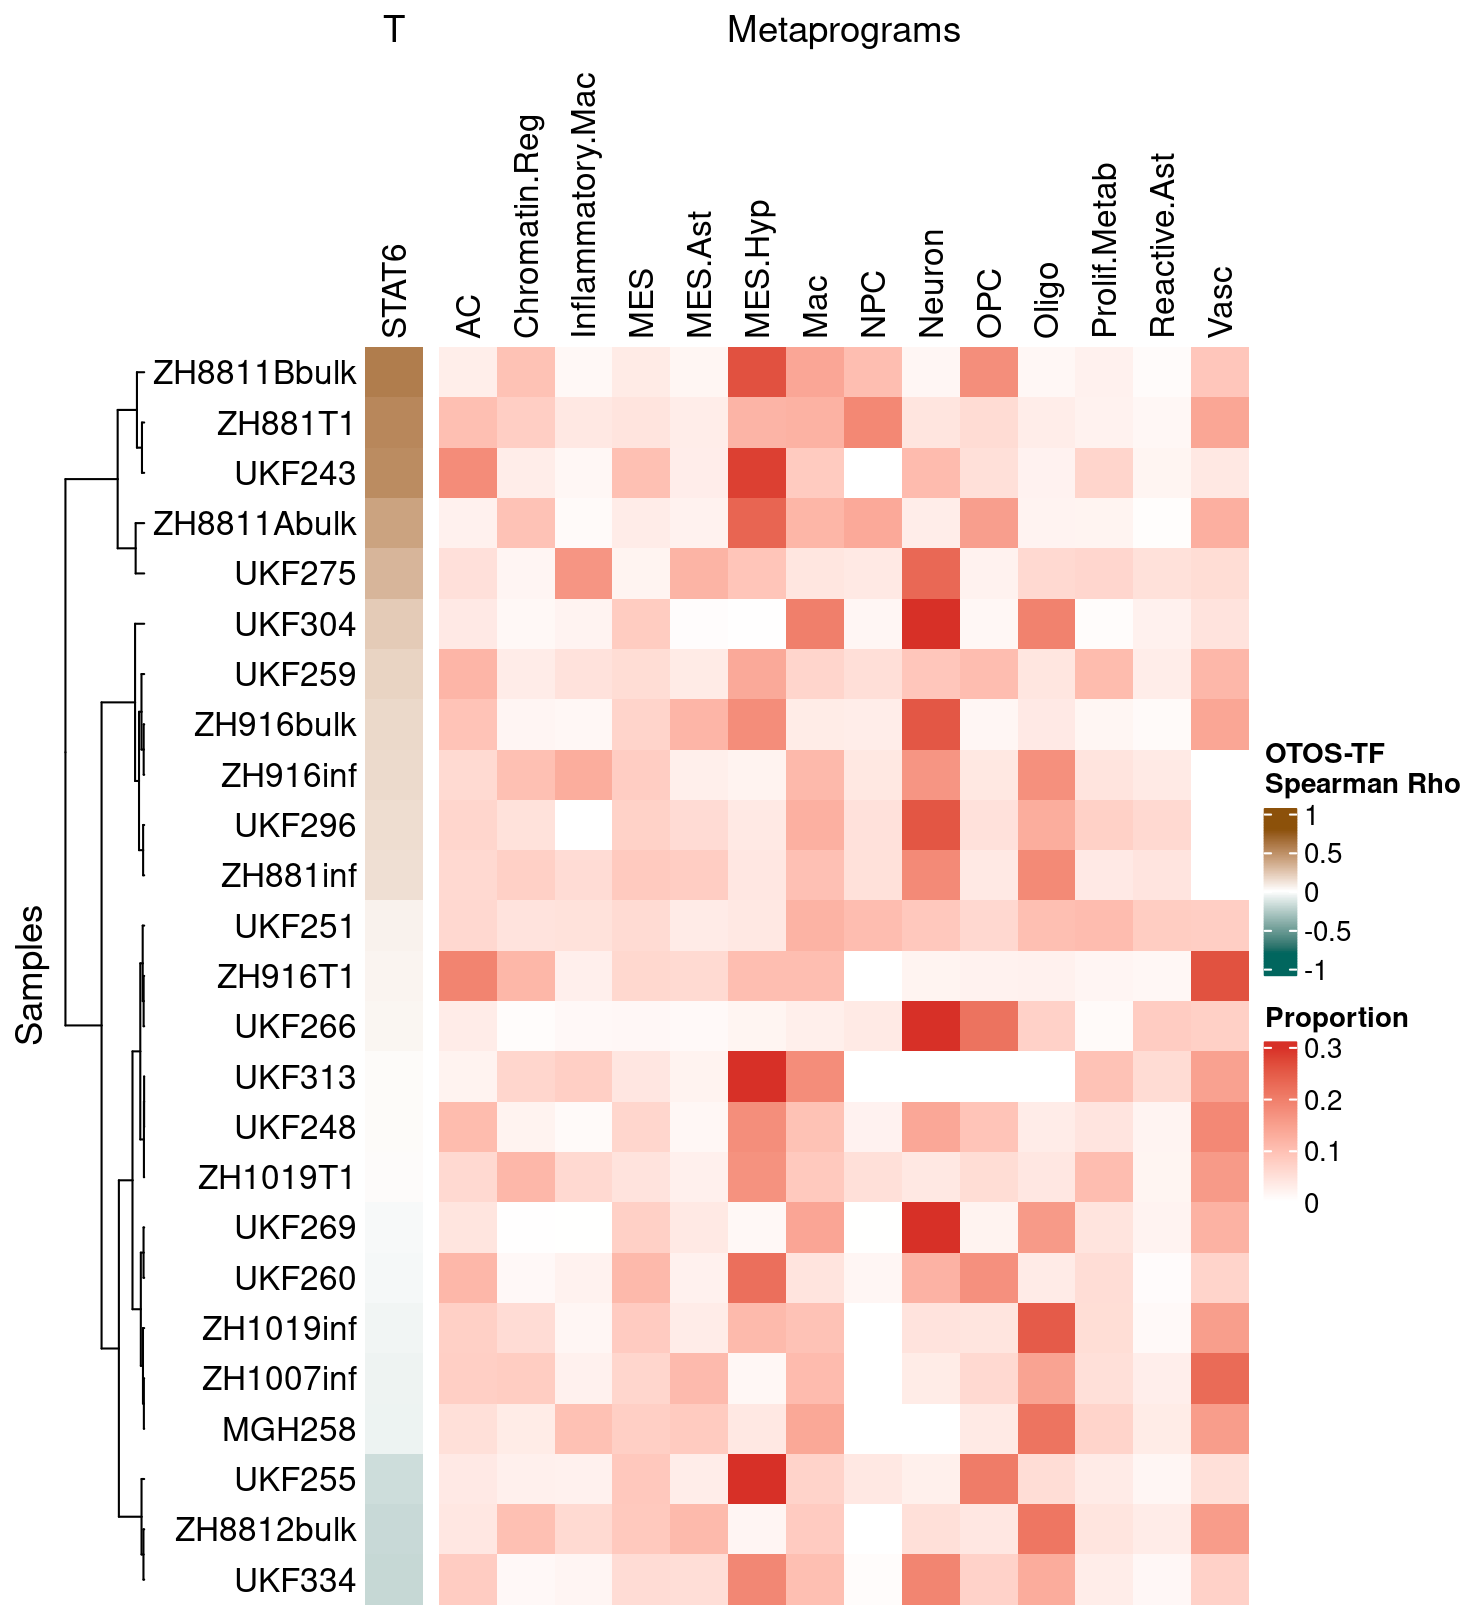 T
Metaprograms
STAT6
AC
Chromatin.Reg
Inflammatory.Mac
MES
MES.Ast
MES.Hyp
Mac
NPC
Neuron
OPC
Oligo
Prolif.Metab
Reactive.Ast
Vasc
Samples
ZH8811Bbulk
ZH881T1
UKF243
ZH8811Abulk
UKF275
UKF304
UKF259
ZH916bulk
ZH916inf
UKF296
ZH881inf
UKF251
ZH916T1
UKF266
UKF313
UKF248
ZH1019T1
UKF269
UKF260
ZH1019inf
ZH1007inf
MGH258
UKF255
ZH8812bulk
UKF334
OTOS-TF
Spearman Rho
1
0.5
0
-0.5
-1
Proportion
0.3
0.2
0.1
0